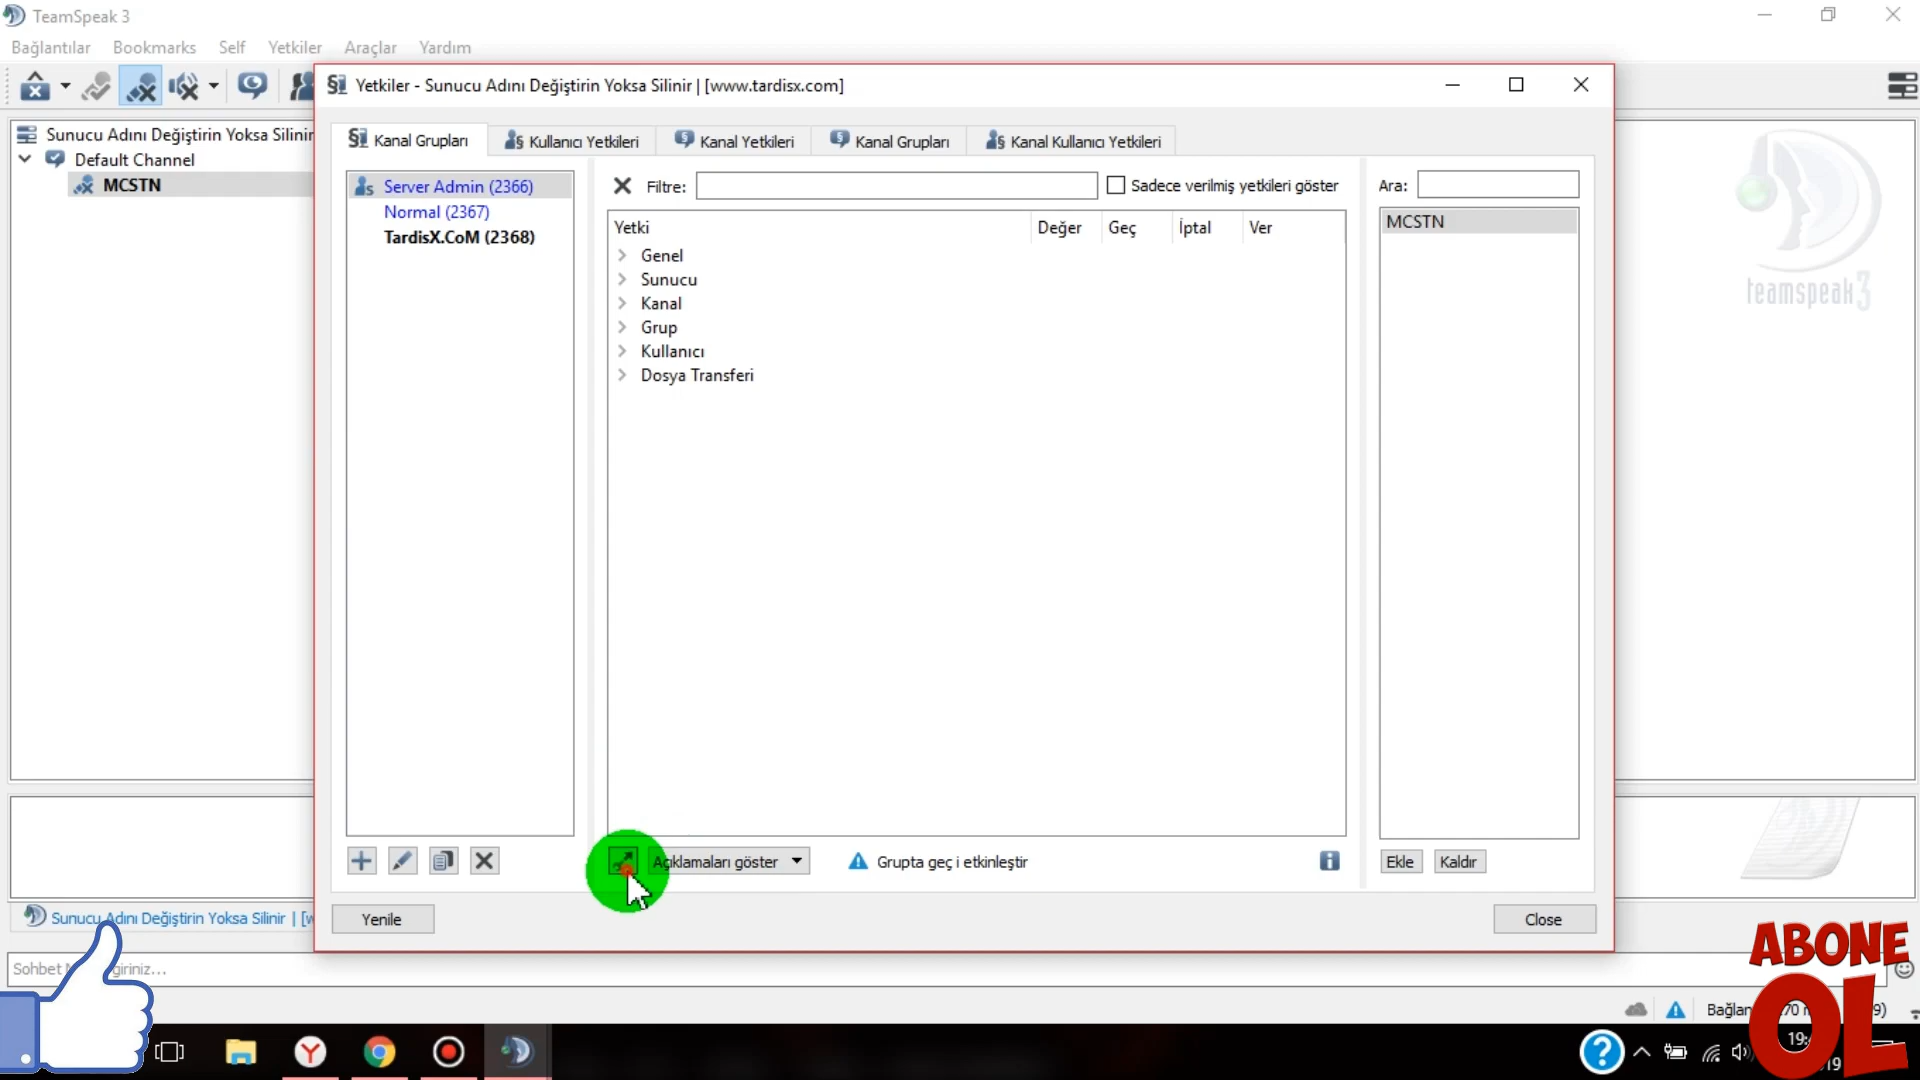 TeamSpeak 3
Bağlantılar Bookmarks Self Yetkiler Araçlar Yardım
Yetkiler - Sunucu Adını Değiştirin Yoksa Silinir | [www.tardisx.com]
Sunucu Adını Değiştirin Yoksa Silinir
Default Channel
MCSTN
Kanal Grupları Kullanıcı Yetkileri Kanal Yetkileri Kanal Grupları Kanal Kullanıcı Yetkileri
Server Admin (2366)
Normal (2367)
TardisX.CoM (2368)
Filtre: Sadece verilmiş yetkileri göster
Yetki Değer Geç İptal Ver
Genel
Sunucu
Kanal
Grup
Kullanıcı
Dosya Transferi
Ara:
MCSTN
teamspeak3
Açıklamaları göster Grupta geç i etkinleştir
Ekle Kaldır
Yenile Close
Sunucu Adını Değiştirin Yoksa Silinir | [w
Sohbet giriniz...
ABONE
OL